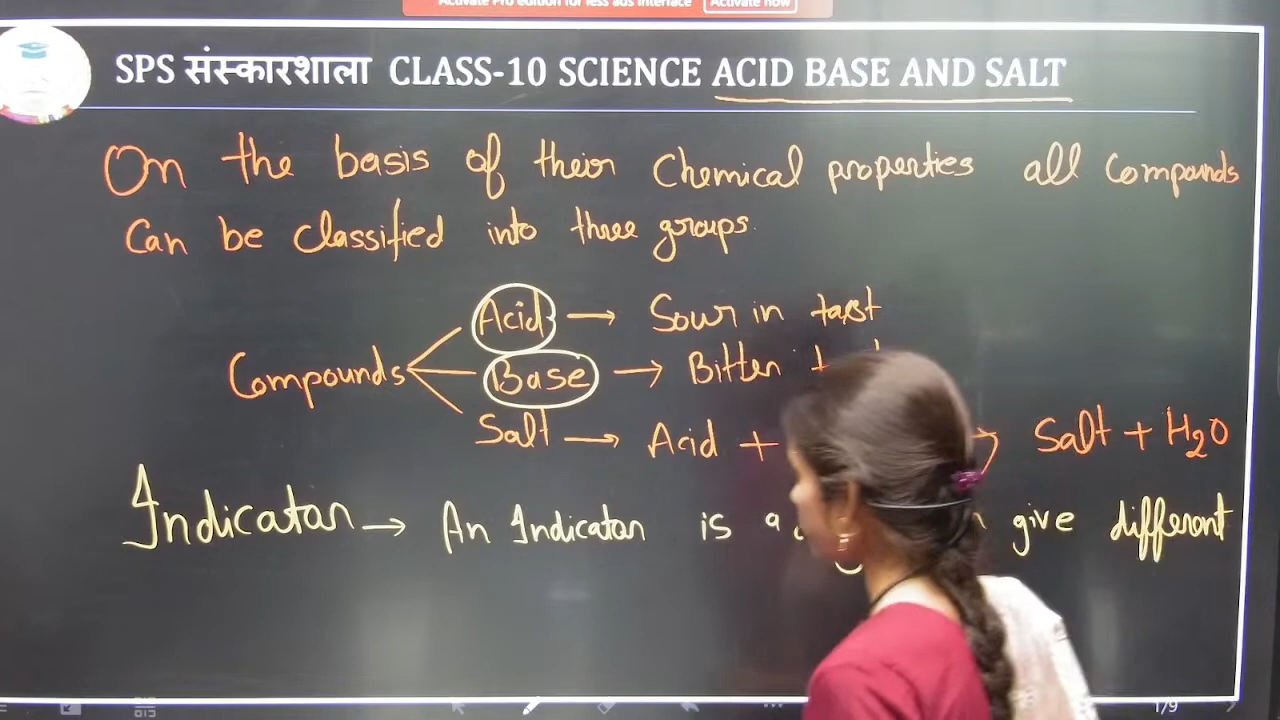 Activate Pro edition for less ads interface Activate now
SPS संस्कारशाला CLASS-10 SCIENCE ACID BASE AND SALT
On the basis of their Chemical properties all Compounds
Can be classified into three groups.
Acid → Sour in tast
Compounds Base → Bitter
Salt → Acid + → Salt + H₂O
Indicator → An Indicator is a give different
1/9